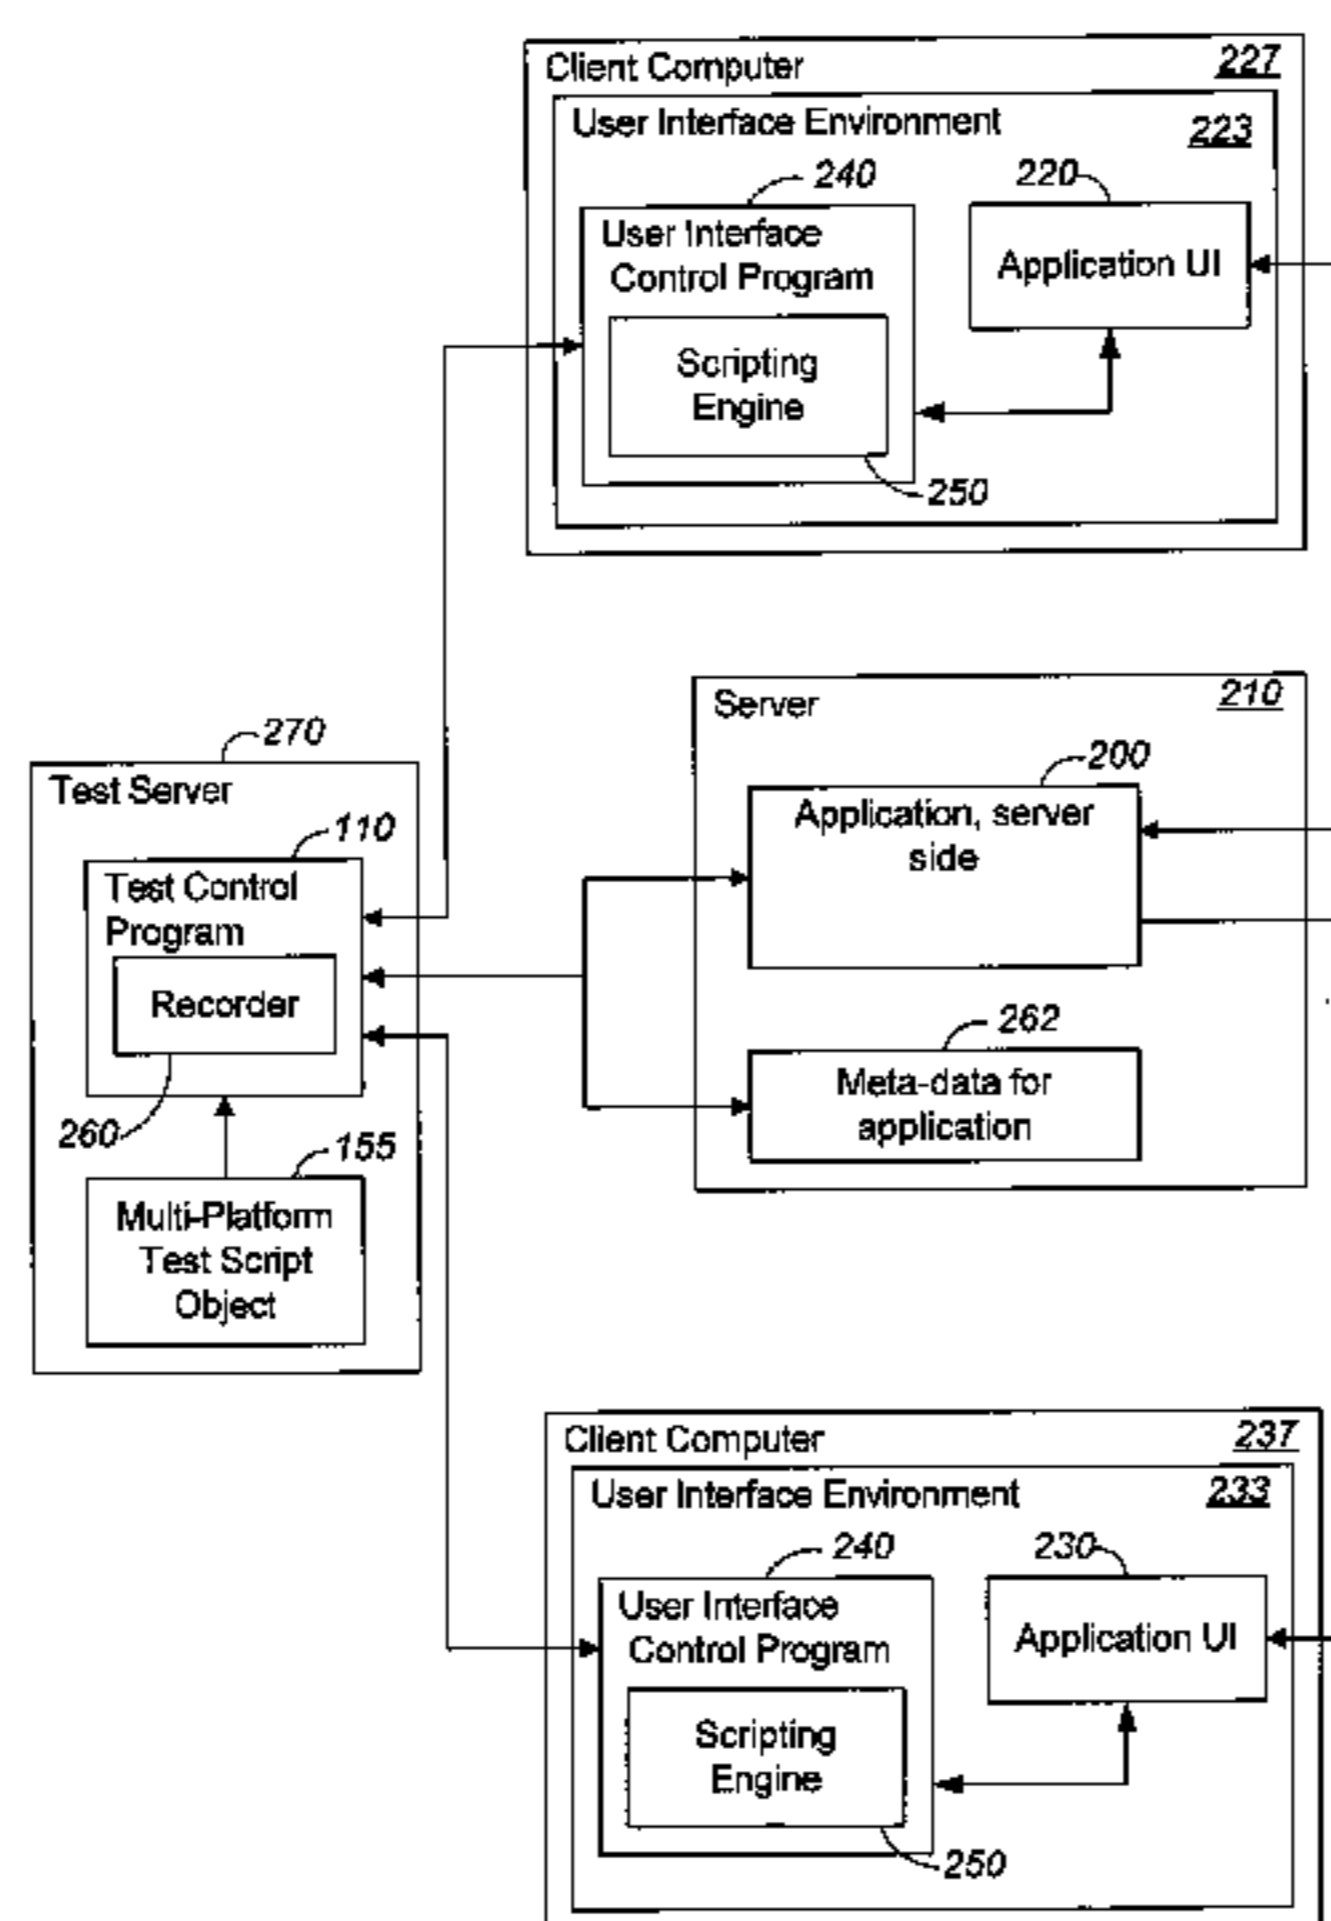 Client Computer 227
User Interface Environment 223
240 220
User Interface
Control Program
Application UI
Scripting
Engine
250
Server 210
270
Test Server
200
Application, server
side
110
Test Control
Program
Recorder
262
Meta-data for
application
260
155
Multi-Platform
Test Script
Object
Client Computer 237
User Interface Environment 233
240 230
User Interface
Control Program
Application UI
Scripting
Engine
250